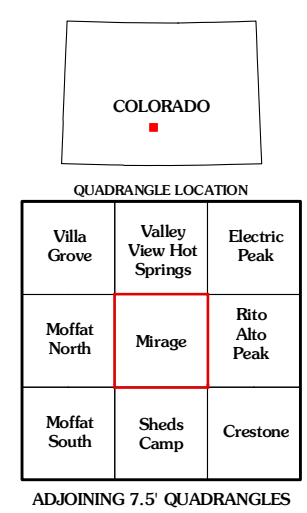 COLORADO
QUADRANGLE LOCATION
Villa
Grove
Valley
View Hot
Springs
Electric
Peak
Moffat
North
Mirage
Rito
Alto
Peak
Moffat
South
Sheds
Camp
Crestone
ADJOINING 7.5' QUADRANGLES